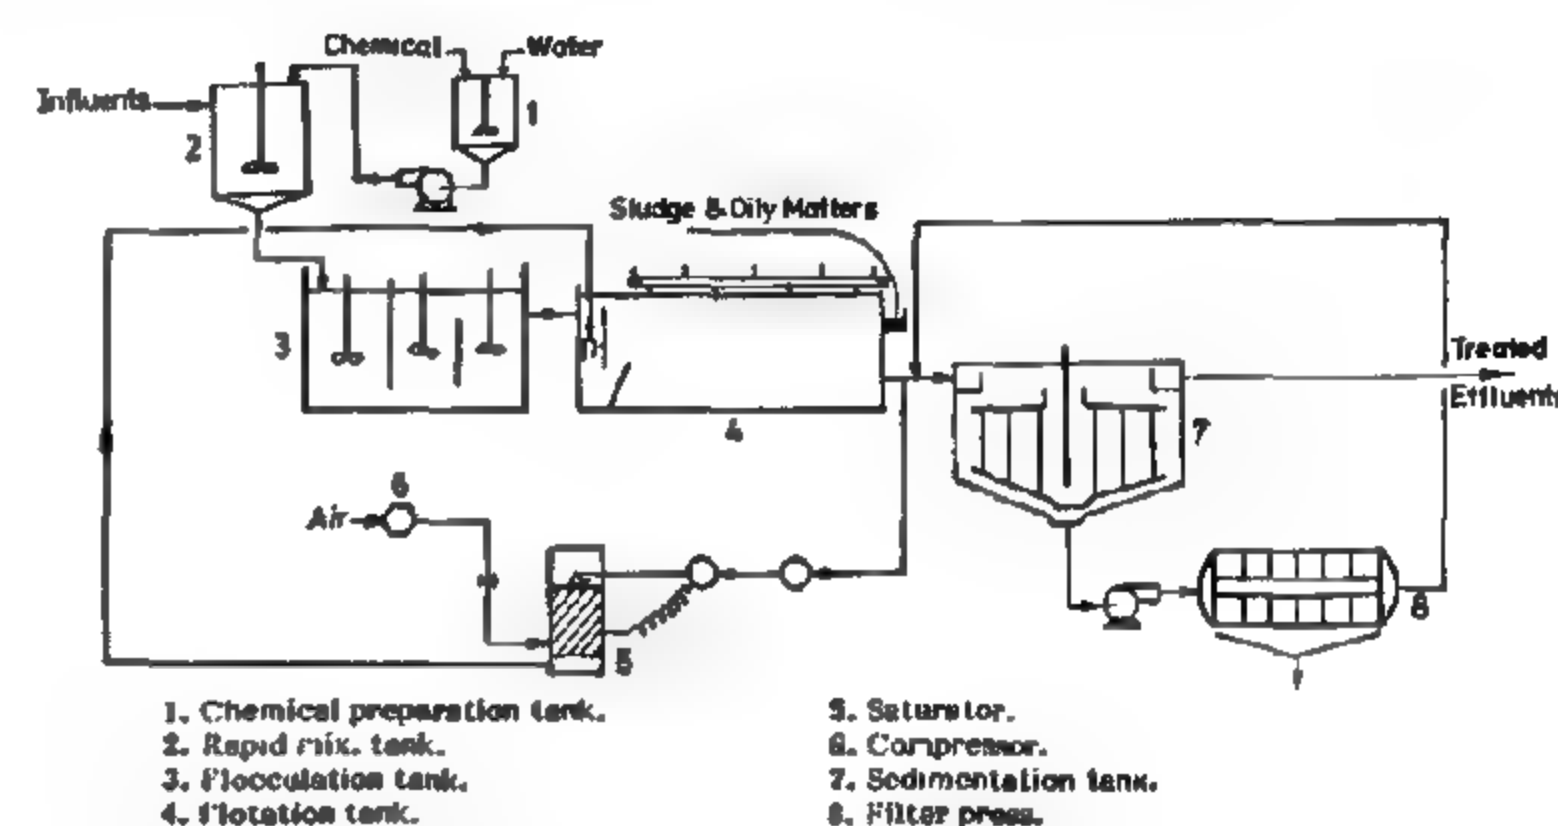 Chemical
Water
Influents
1
2
Sludge & Oily Matters
3
4
Treated
Effluents
7
6
Air
5
8
1. Chemical preparation tank.
2. Rapid mix. tank.
3. Flocculation tank.
4. Flotation tank.
5. Saturator.
6. Compressor.
7. Sedimentation tank.
8. Filter press.